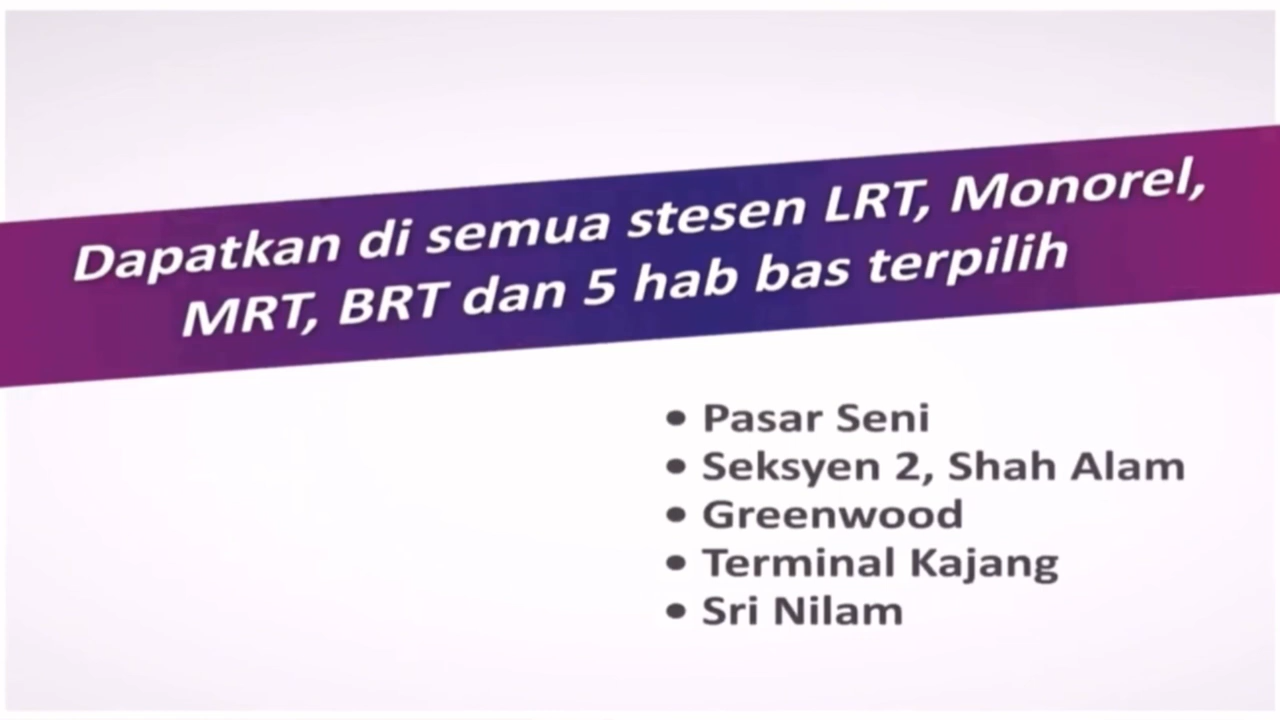 Dapatkan di semua stesen LRT, Monorel,
MRT, BRT dan 5 hab bas terpilih
• Pasar Seni
• Seksyen 2, Shah Alam
• Greenwood
• Terminal Kajang
• Sri Nilam